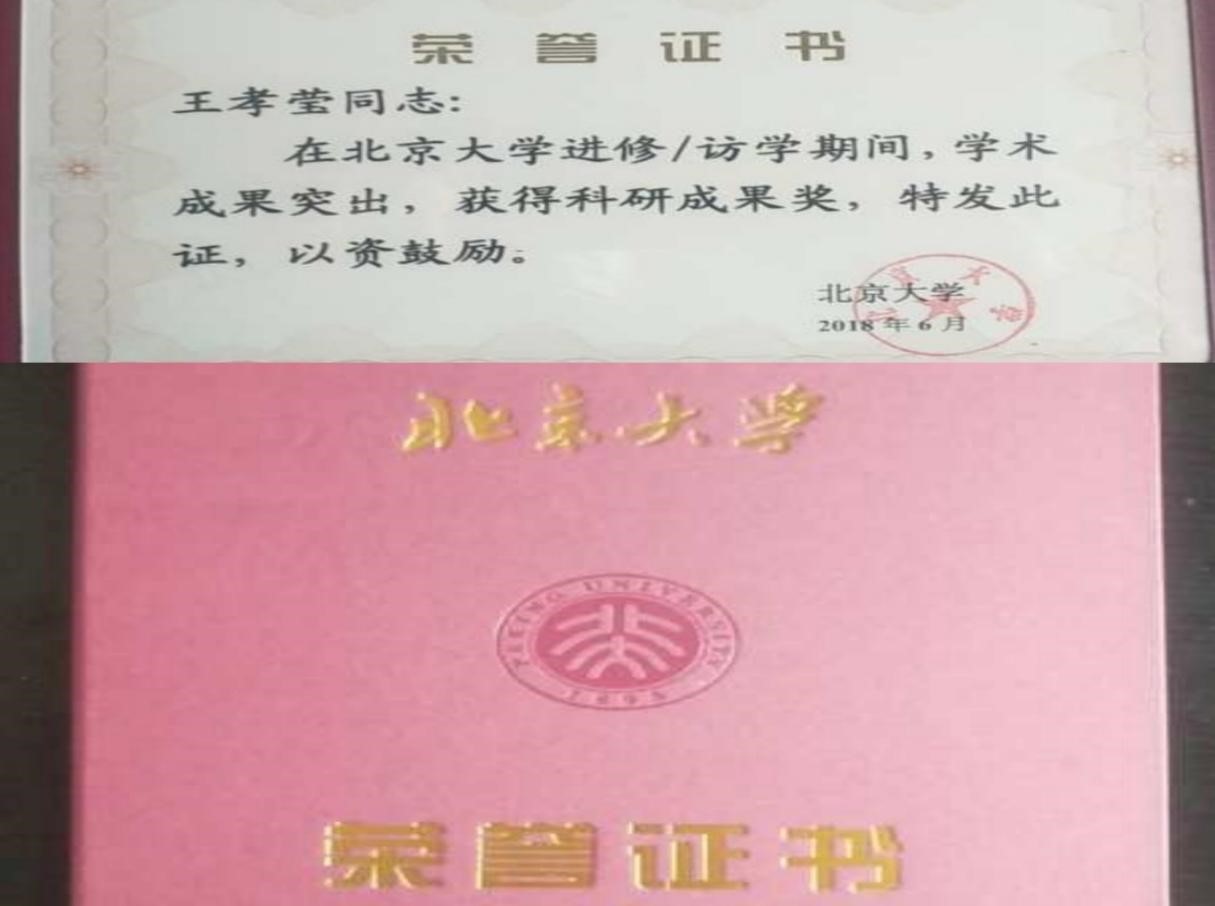 荣誉证书
王孝莹同志:
在北京大学进修/访学期间,学术
成果突出，获得科研成果奖，特发此
证，以资鼓励。
北京大学
2018年6月
北京大学
PEKING UNIVERSITY
1898
荣誉证书